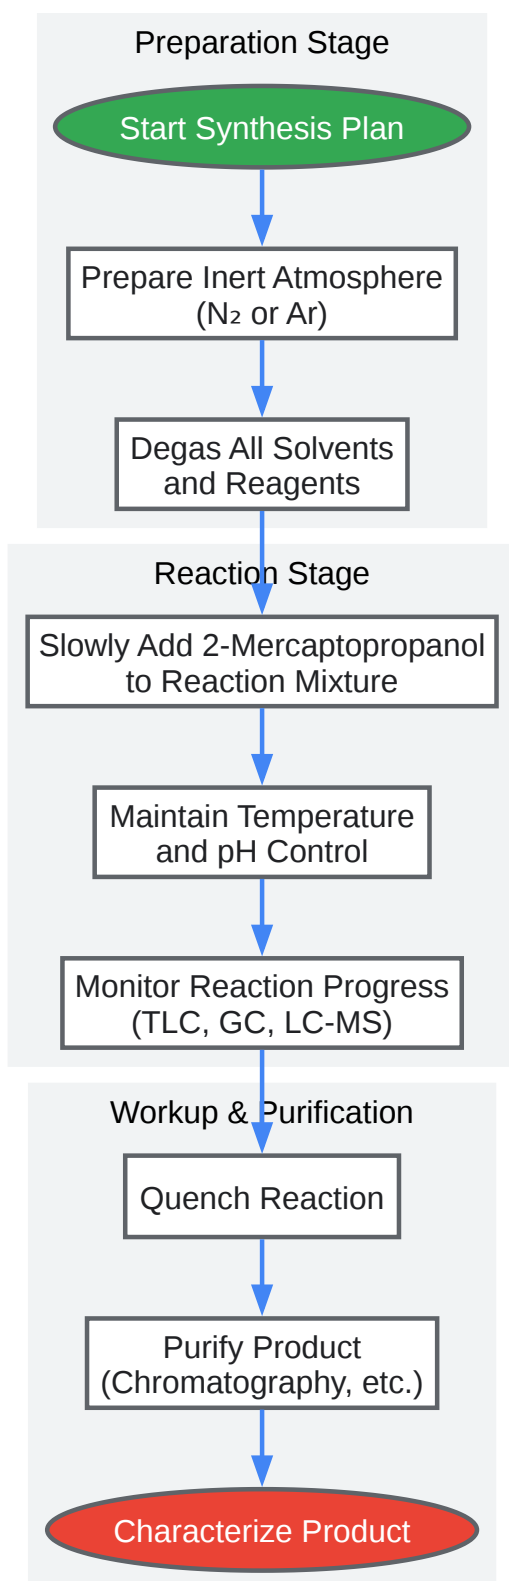 Preparation Stage
Start Synthesis Plan
Prepare Inert Atmosphere
(N₂ or Ar)
Degas All Solvents
and Reagents
Reaction Stage
Slowly Add 2-Mercaptopropanol
to Reaction Mixture
Maintain Temperature
and pH Control
Monitor Reaction Progress
(TLC, GC, LC-MS)
Workup & Purification
Quench Reaction
Purify Product
(Chromatography, etc.)
Characterize Product